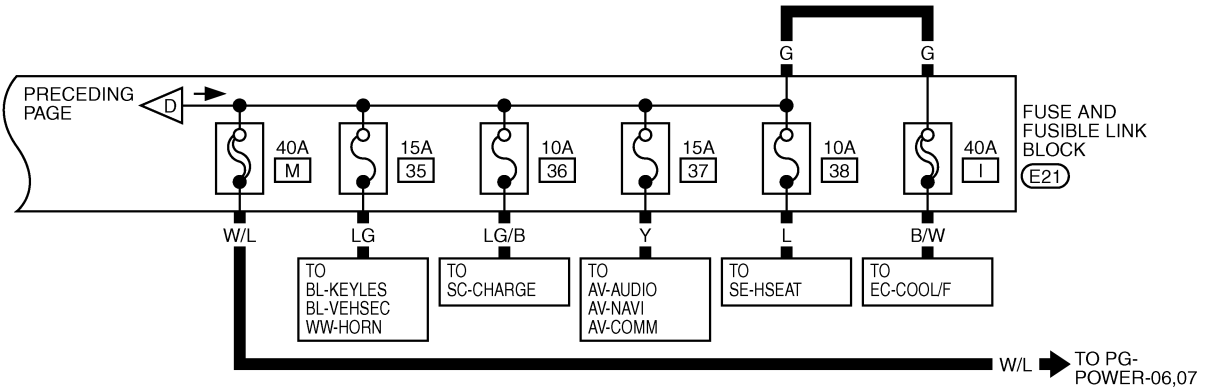 G
G
PRECEDING
PAGE
D
40A
M
15A
35
10A
36
15A
37
10A
38
40A
I
FUSE AND
FUSIBLE LINK
BLOCK
E21
W/L
LG
LG/B
Y
L
B/W
TO
BL-KEYLES
BL-VEHSEC
WW-HORN
TO
SC-CHARGE
TO
AV-AUDIO
AV-NAVI
AV-COMM
TO
SE-HSEAT
TO
EC-COOL/F
W/L
TO PG-
POWER-06,07